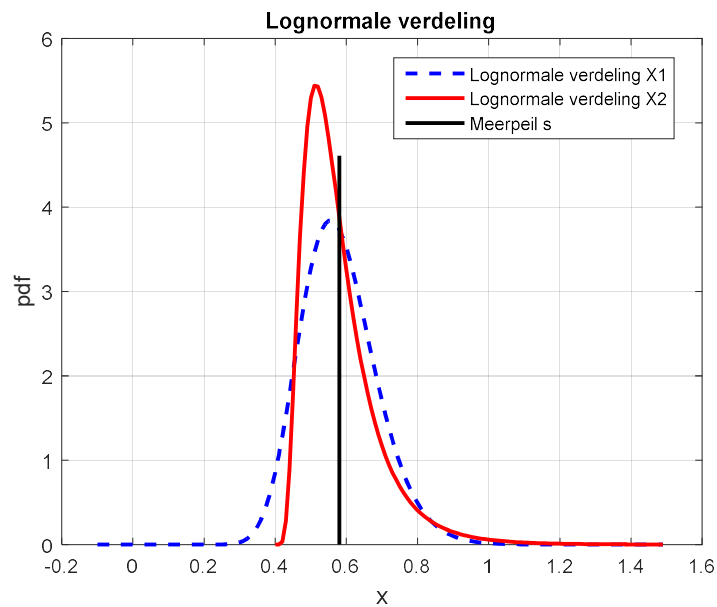 Lognormale verdeling
6
5
4
3
2
1
0
pdf
Lognormale verdeling X1
Lognormale verdeling X2
Meerpeil s
-0.2 0 0.2 0.4 0.6 0.8 1 1.2 1.4 1.6
X